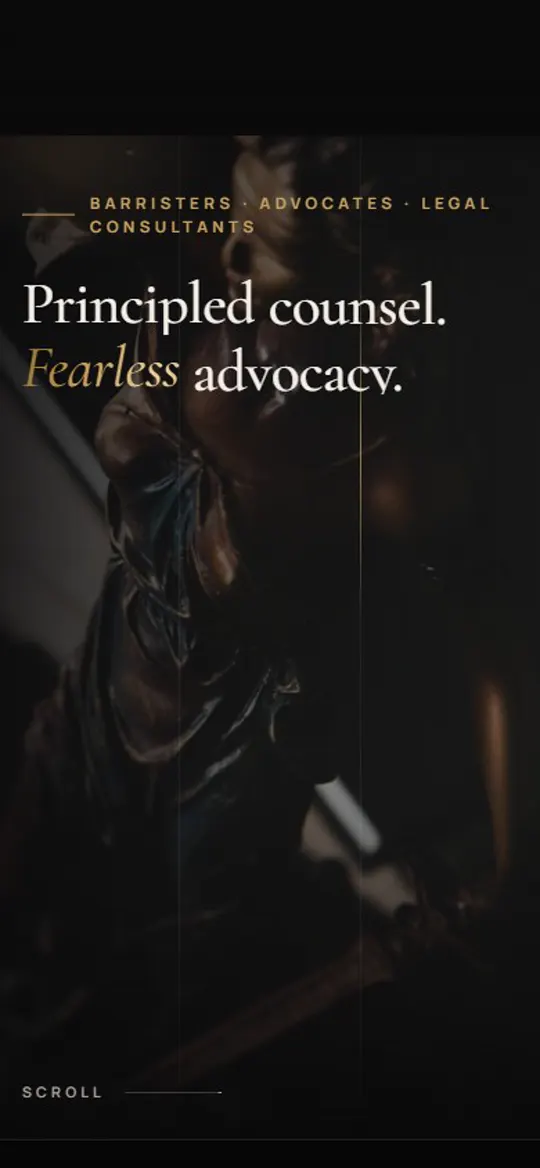 BARRISTERS · ADVOCATES · LEGAL
CONSULTANTS
Principled counsel.
Fearless advocacy.
SCROLL